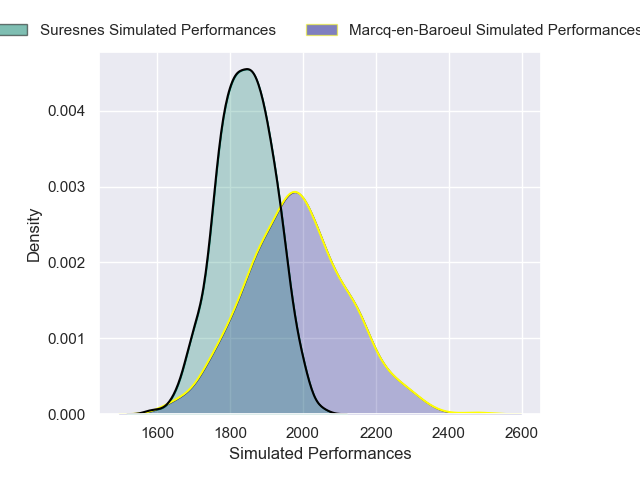 Suresnes Simulated Performances Marcq-en-Baroeul Simulated Performances
0.004
0.003
0.002
0.001
0.000
Density
1600 1800 2000 2200 2400 2600
Simulated Performances